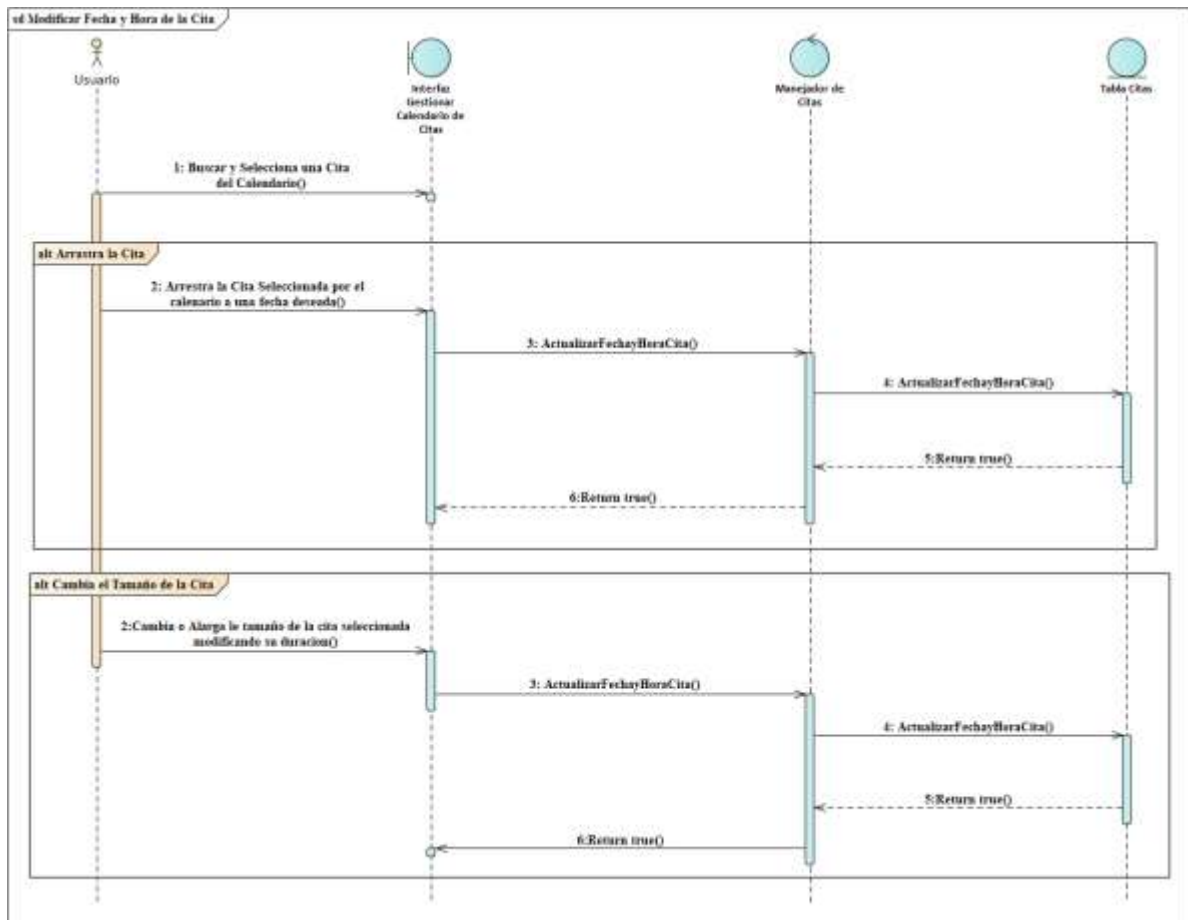 sd Modificar Fecha y Hora de la Cita
Usuario
Interfaz
Gestionar
Calendario de
Citas
Manejador de
Citas
Tabla Citas
1: Buscar y Selecciona una Cita
del Calendario()
alt Arrastra la Cita
2: Arrestra la Cita Seleccionada por el
calenario a una fecha deseada()
3: ActualizarFechayHoraCita()
4: ActualizarFechayHoraCita()
5:Return true()
6:Return true()
alt Cambia el Tamaño de la Cita
2:Cambia o Alarga le tamaño de la cita seleccionada
modificando su duracion()
3: ActualizarFechayHoraCita()
4: ActualizarFechayHoraCita()
5:Return true()
6:Return true()